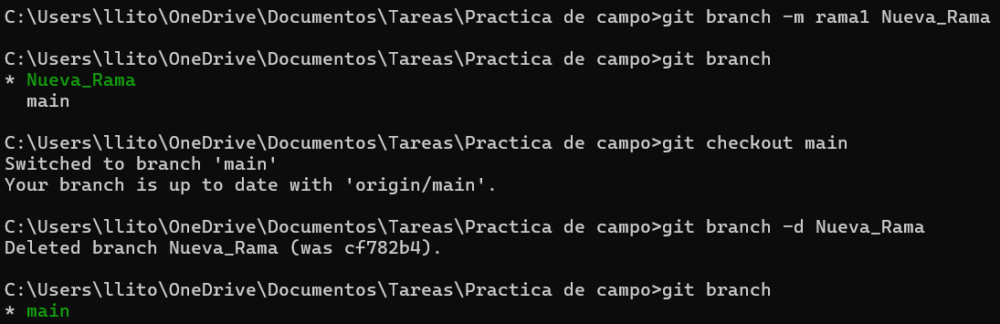 C:\Users\llito\OneDrive\Documentos\Tareas\Practica de campo>git branch -m rama1 Nueva_Rama
C:\Users\llito\OneDrive\Documentos\Tareas\Practica de campo>git branch
* Nueva_Rama
  main
C:\Users\llito\OneDrive\Documentos\Tareas\Practica de campo>git checkout main
Switched to branch 'main'
Your branch is up to date with 'origin/main'.
C:\Users\llito\OneDrive\Documentos\Tareas\Practica de campo>git branch -d Nueva_Rama
Deleted branch Nueva_Rama (was cf782b4).
C:\Users\llito\OneDrive\Documentos\Tareas\Practica de campo>git branch
* main